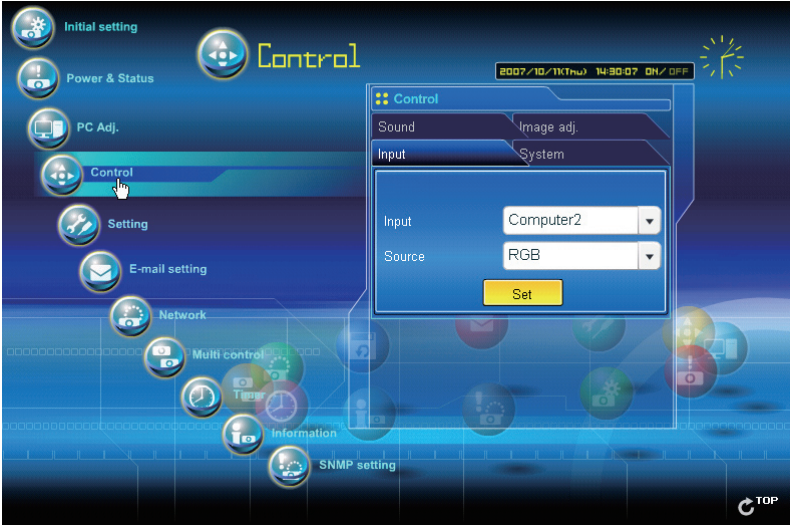 Initial setting
Power & Status
PC Adj.
Control
Setting
E-mail setting
Network
Multi control
Timer
Information
SNMP setting
Control
2007/10/11(Thu) 14:30:07 ON/OFF
Control
Sound
Image adj.
Input
System
Input
Computer2
Source
RGB
Set
TOP